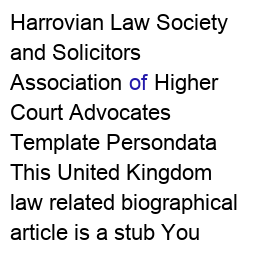 Harrovian Law Society
and Solicitors
Association of Higher
Court Advocates
Template Persondata
This United Kingdom
law related biographical
article is a stub You